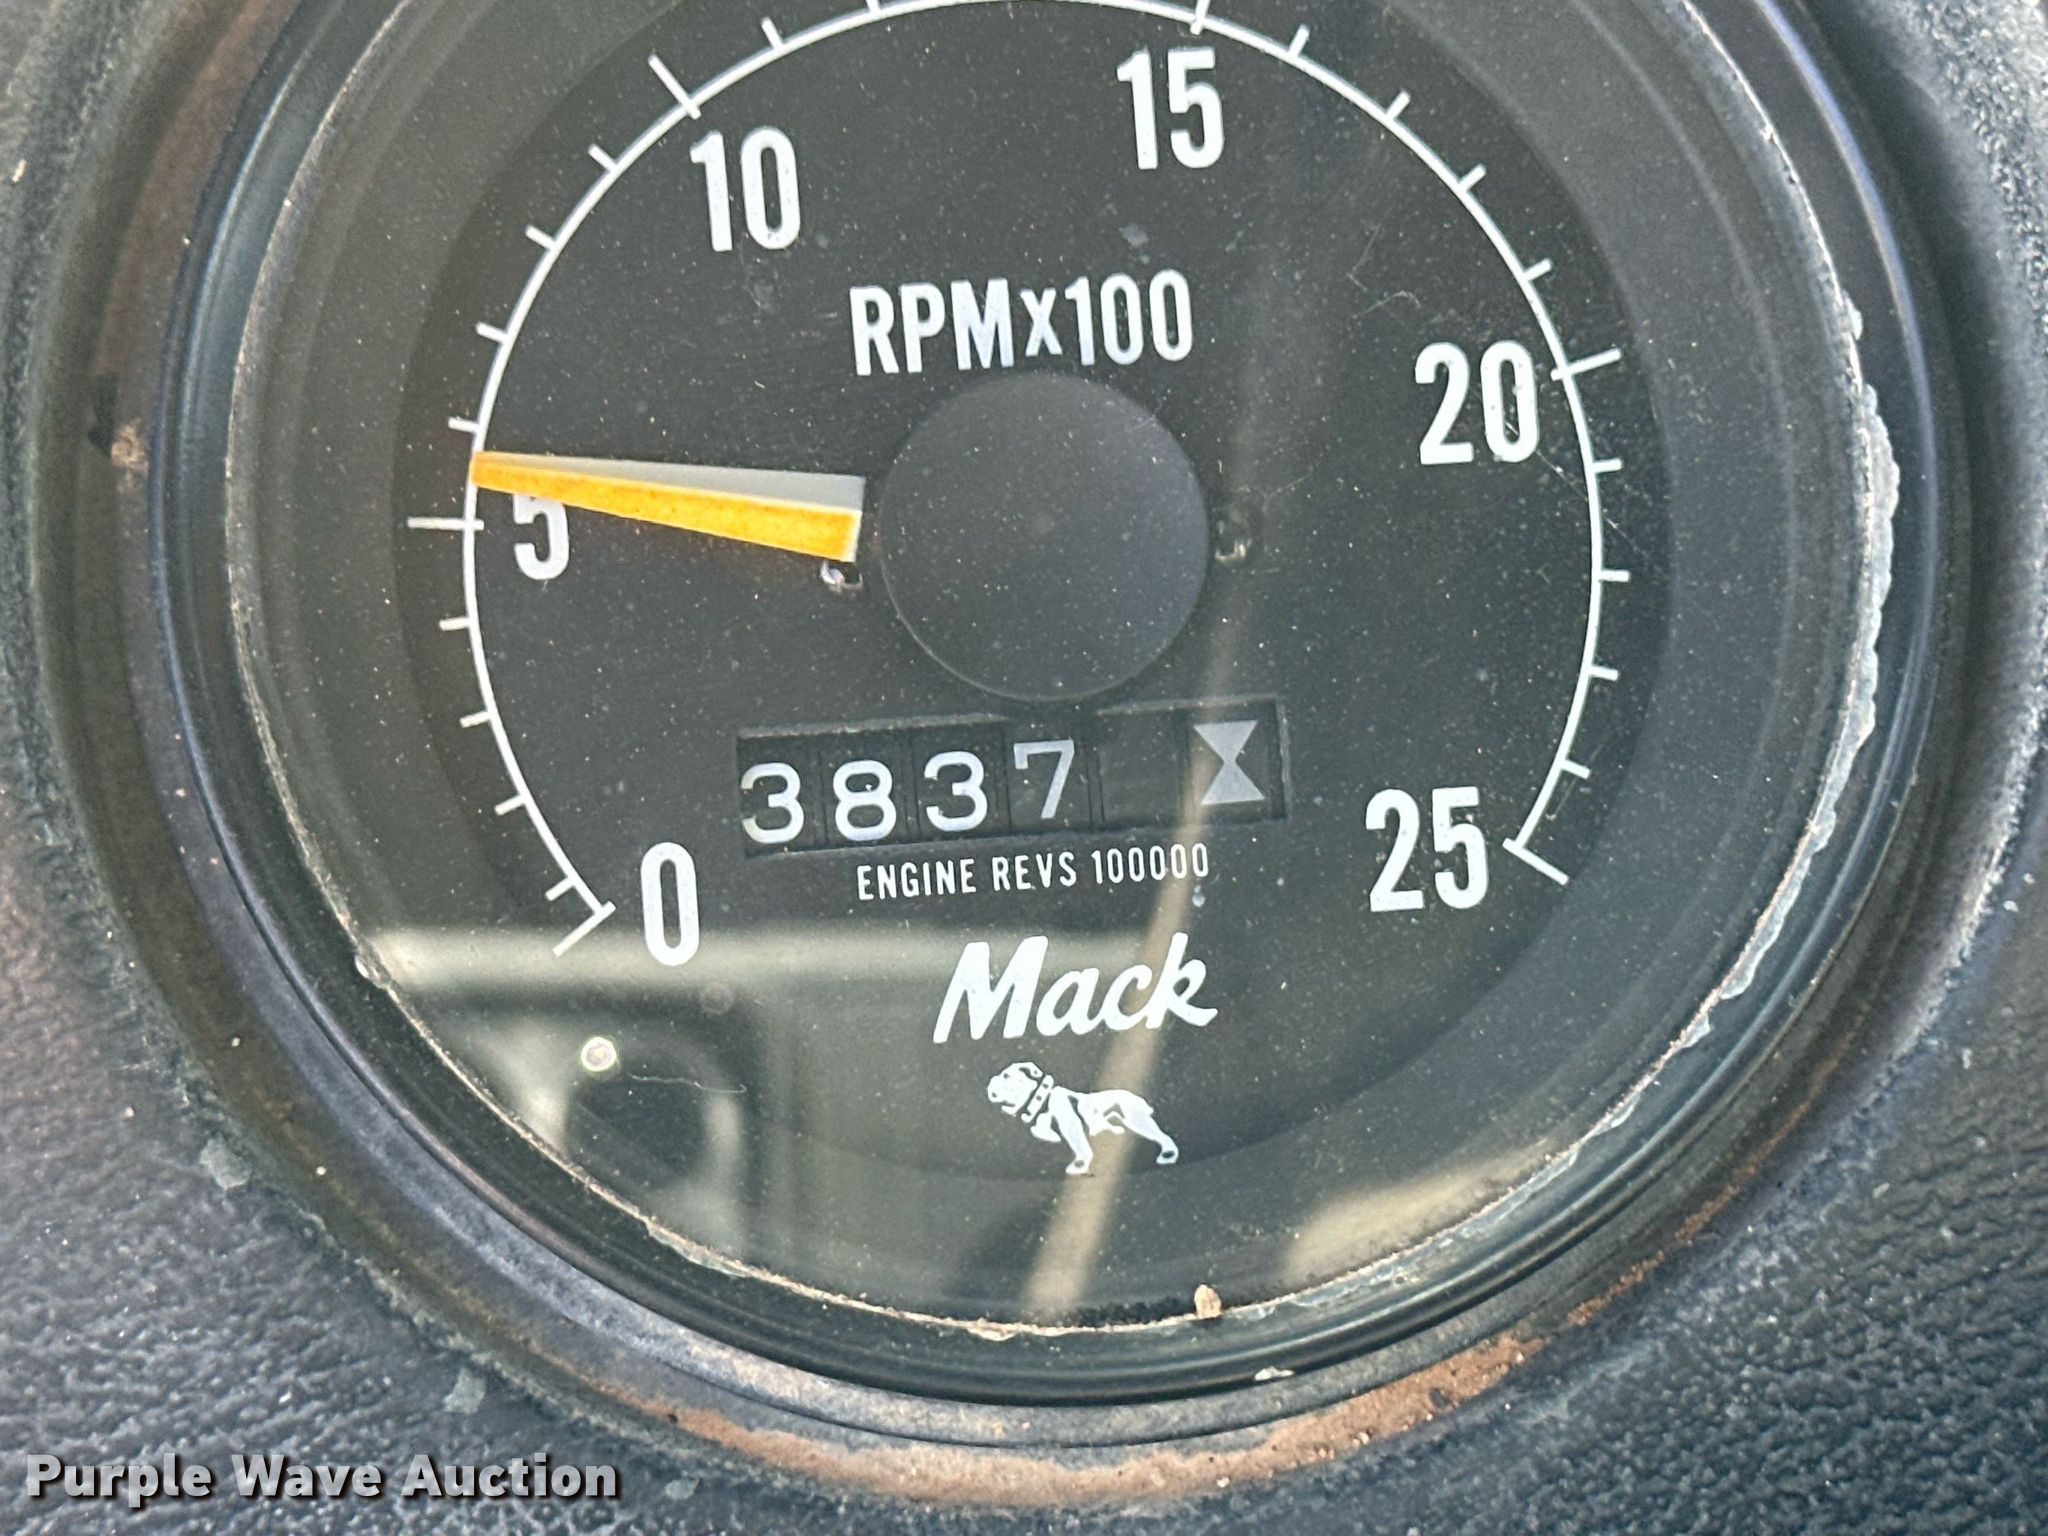 15
10
RPMx100
20
5
3837
25
ENGINE REVS 100000
0
Mack
Purple Wave Auction